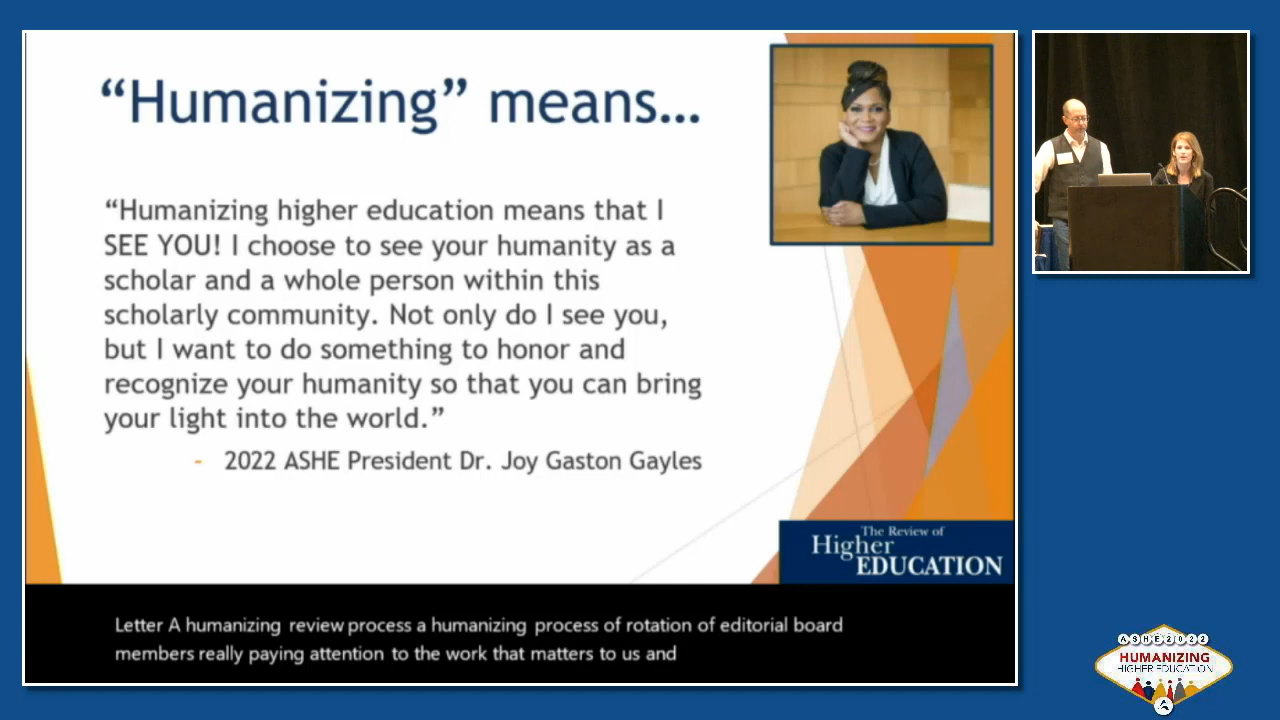 “Humanizing” means…
“Humanizing higher education means that I
SEE YOU! I choose to see your humanity as a
scholar and a whole person within this
scholarly community. Not only do I see you,
but I want to do something to honor and
recognize your humanity so that you can bring
your light into the world.”
- 2022 ASHE President Dr. Joy Gaston Gayles
The Review of
Higher
EDUCATION
Letter A humanizing review process a humanizing process of rotation of editorial board
members really paying attention to the work that matters to us and
ASHE2022
HUMANIZING
HIGHER EDUCATION
A